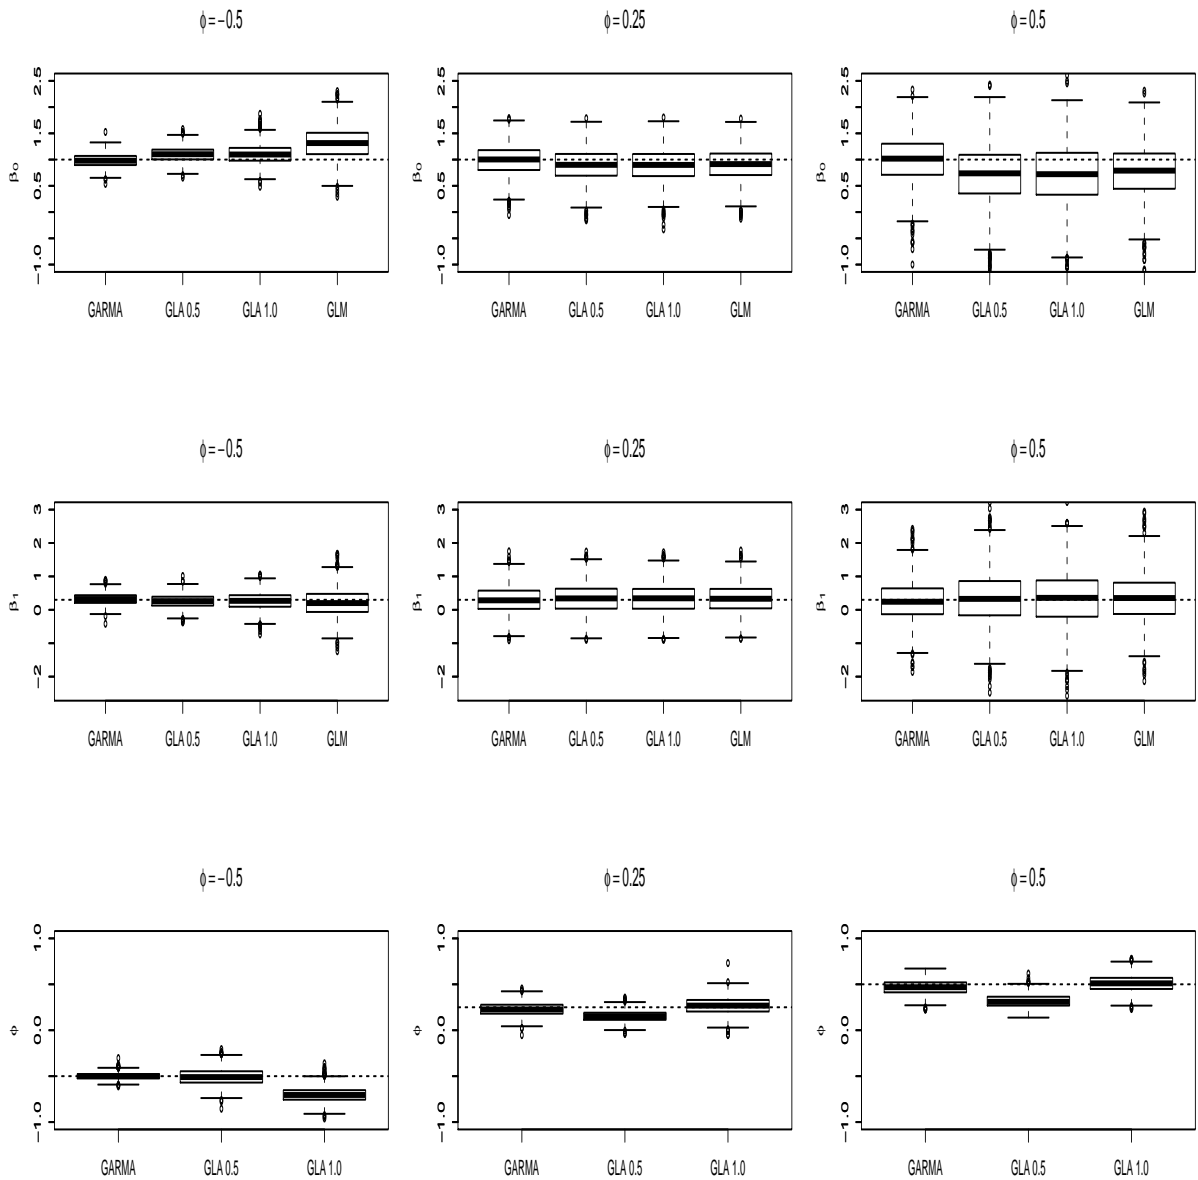 ϕ = −0.5
ϕ = 0.25
ϕ = 0.5
β₀
−1.0 0.5 1.5 2.5
GARMA GLA 0.5 GLA 1.0 GLM
β₀
−1.0 0.5 1.5 2.5
GARMA GLA 0.5 GLA 1.0 GLM
β₀
−1.0 0.5 1.5 2.5
GARMA GLA 0.5 GLA 1.0 GLM
ϕ = −0.5
ϕ = 0.25
ϕ = 0.5
β₁
−2 0 1 2 3
GARMA GLA 0.5 GLA 1.0 GLM
β₁
−2 0 1 2 3
GARMA GLA 0.5 GLA 1.0 GLM
β₁
−2 0 1 2 3
GARMA GLA 0.5 GLA 1.0 GLM
ϕ = −0.5
ϕ = 0.25
ϕ = 0.5
ϕ
−1.0 0.0 1.0
GARMA GLA 0.5 GLA 1.0
ϕ
−1.0 0.0 1.0
GARMA GLA 0.5 GLA 1.0
ϕ
−1.0 0.0 1.0
GARMA GLA 0.5 GLA 1.0